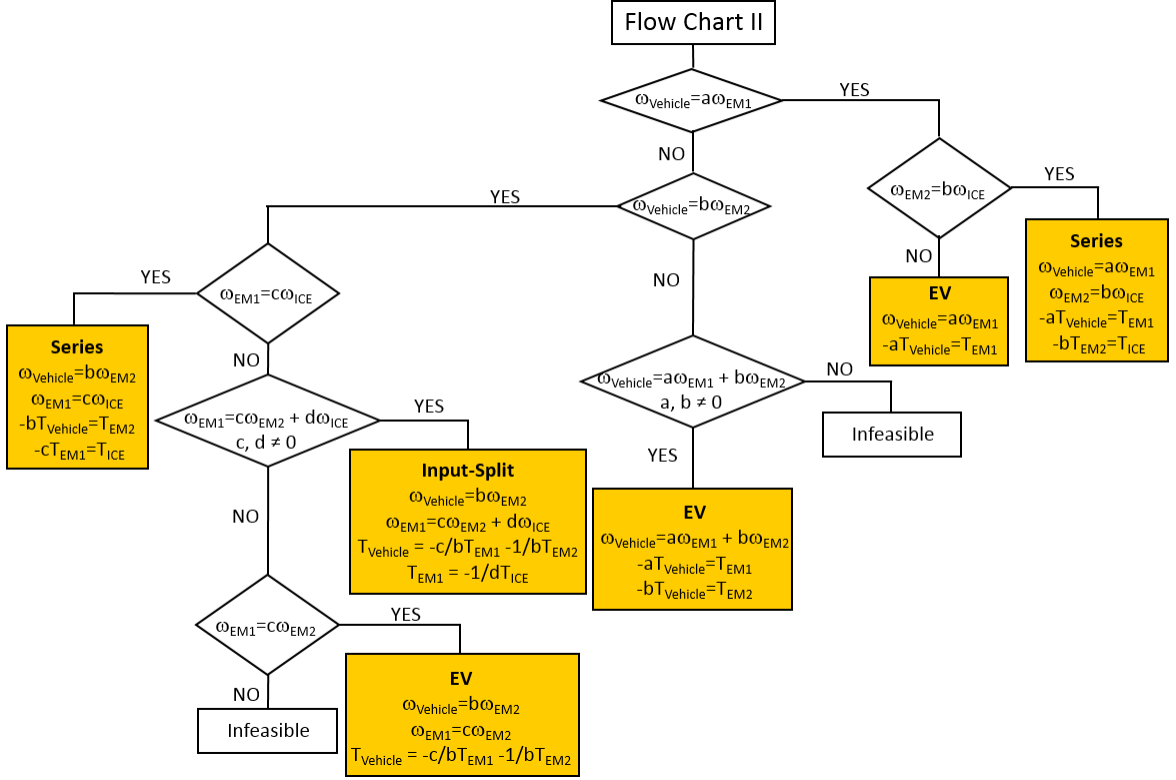 Flow Chart II
ωVehicle=aωEM1
YES
NO
ωEM2=bωICE
YES
NO
Series
ωVehicle=aωEM1
ωEM2=bωICE
-aTVehicle=TEM1
-bTEM2=TICE
EV
ωVehicle=aωEM1
-aTVehicle=TEM1
ωVehicle=bωEM2
YES
NO
ωEM1=cωICE
YES
NO
Series
ωVehicle=bωEM2
ωEM1=cωICE
-bTVehicle=TEM2
-cTEM1=TICE
ωVehicle=aωEM1 + bωEM2
a, b ≠ 0
NO
Infeasible
YES
EV
ωVehicle=aωEM1 + bωEM2
-aTVehicle=TEM1
-bTVehicle=TEM2
ωEM1=cωEM2 + dωICE
c, d ≠ 0
YES
NO
Input-Split
ωVehicle=bωEM2
ωEM1=cωEM2 + dωICE
TVehicle = -c/bTEM1 -1/bTEM2
TEM1 = -1/dTICE
ωEM1=cωEM2
YES
NO
Infeasible
EV
ωVehicle=bωEM2
ωEM1=cωEM2
TVehicle = -c/bTEM1 -1/bTEM2